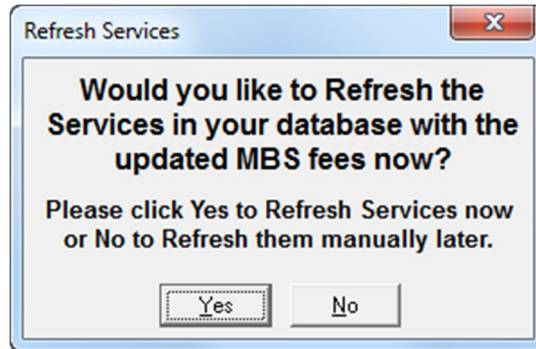 Refresh Services
Would you like to Refresh the
Services in your database with the
updated MBS fees now?
Please click Yes to Refresh Services now
or No to Refresh them manually later.
Yes No